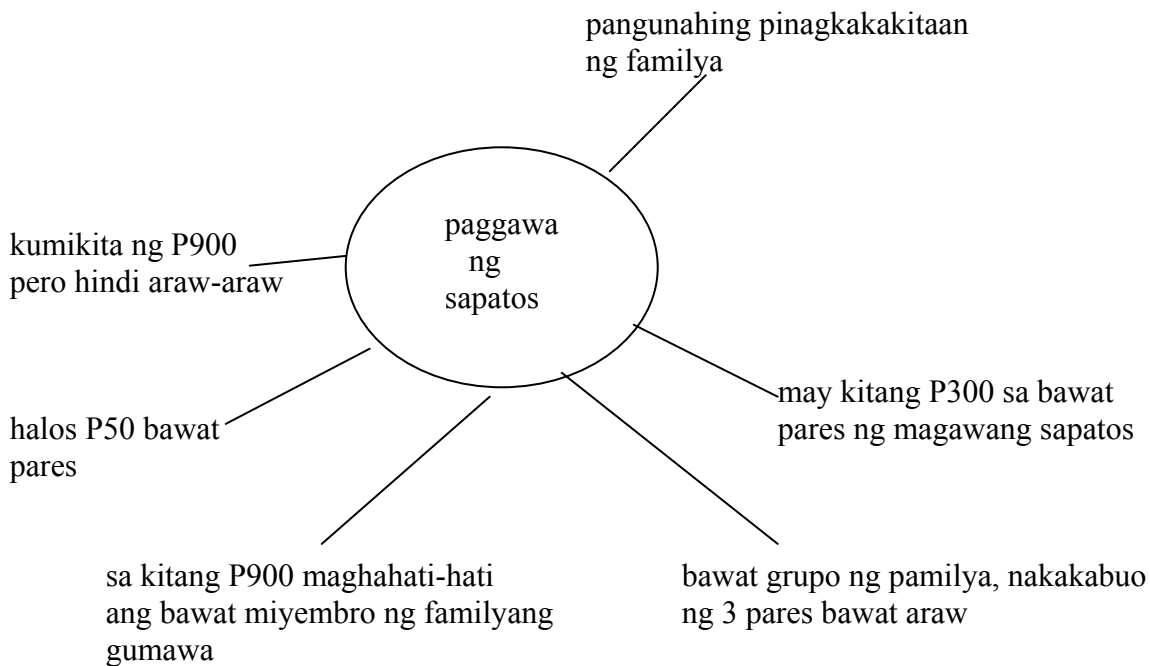 pangunahing pinagkakakitaan
ng familya
paggawa
ng
sapatos
kumikita ng P900
pero hindi araw-araw
may kitang P300 sa bawat
pares ng magawang sapatos
halos P50 bawat
pares
sa kitang P900 maghahati-hati
ang bawat miyembro ng familyang
gumawa
bawat grupo ng pamilya, nakakabuo
ng 3 pares bawat araw